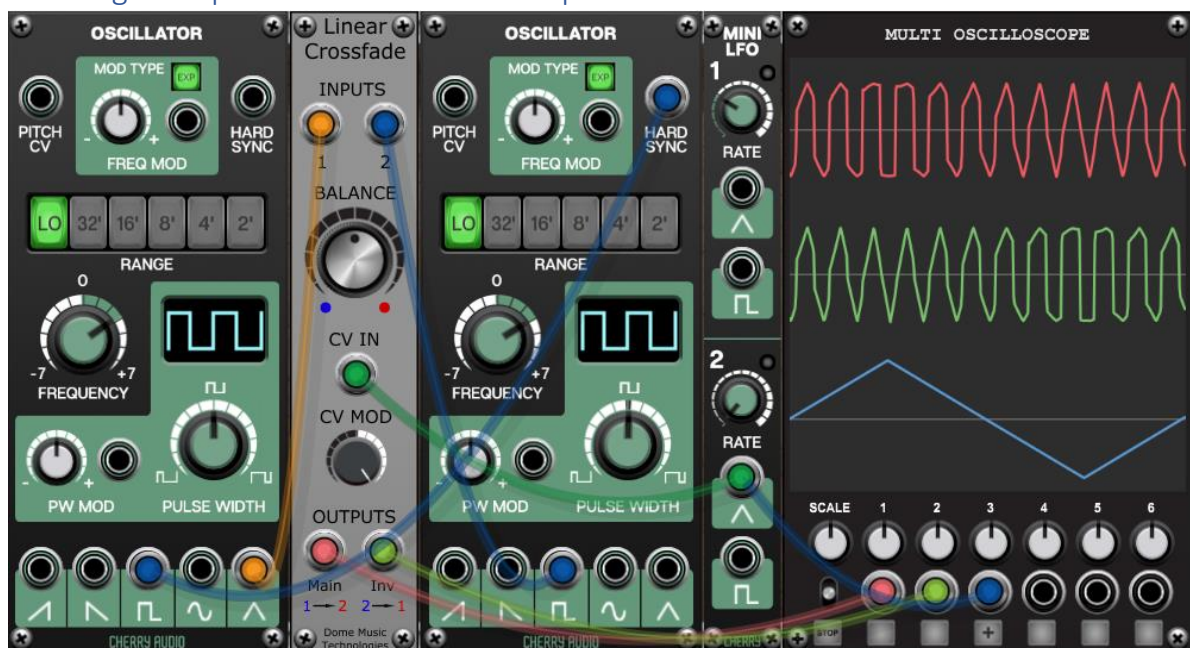 OSCILLATOR
MOD TYPE
EXP
PITCH CV
HARD SYNC
- +
FREQ MOD
LO 32' 16' 8' 4' 2'
RANGE
0
-7 +7
FREQUENCY
- +
PW MOD
PULSE WIDTH
CHERRY AUDIO
Linear
Crossfade
INPUTS
1 2
BALANCE
CV IN
CV MOD
OUTPUTS
Main Inv
1→2 2→1
Dome Music
Technologies
OSCILLATOR
MOD TYPE
EXP
PITCH CV
HARD SYNC
- +
FREQ MOD
LO 32' 16' 8' 4' 2'
RANGE
0
-7 +7
FREQUENCY
- +
PW MOD
PULSE WIDTH
CHERRY AUDIO
MINI
LFO
1
RATE
2
RATE
CHERRY
MULTI OSCILLOSCOPE
SCALE 1 2 3 4 5 6
STOP
+